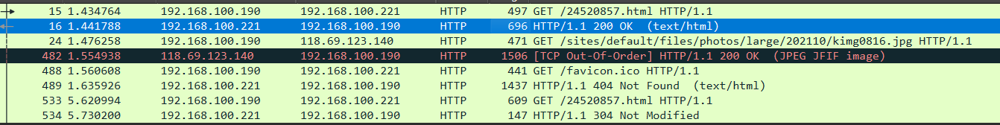 15 1.434764 192.168.100.190 192.168.100.221 HTTP 497 GET /24520857.html HTTP/1.1
16 1.441788 192.168.100.221 192.168.100.190 HTTP 696 HTTP/1.1 200 OK (text/html)
24 1.476258 192.168.100.190 118.69.123.140 HTTP 471 GET /sites/default/files/photos/large/202110/kimg0816.jpg HTTP/1.1
482 1.554938 118.69.123.140 192.168.100.190 HTTP 1506 [TCP Out-Of-Order] HTTP/1.1 200 OK (JPEG JFIF image)
488 1.560608 192.168.100.190 192.168.100.221 HTTP 441 GET /favicon.ico HTTP/1.1
489 1.635926 192.168.100.221 192.168.100.190 HTTP 1437 HTTP/1.1 404 Not Found (text/html)
533 5.620994 192.168.100.190 192.168.100.221 HTTP 609 GET /24520857.html HTTP/1.1
534 5.730200 192.168.100.221 192.168.100.190 HTTP 147 HTTP/1.1 304 Not Modified